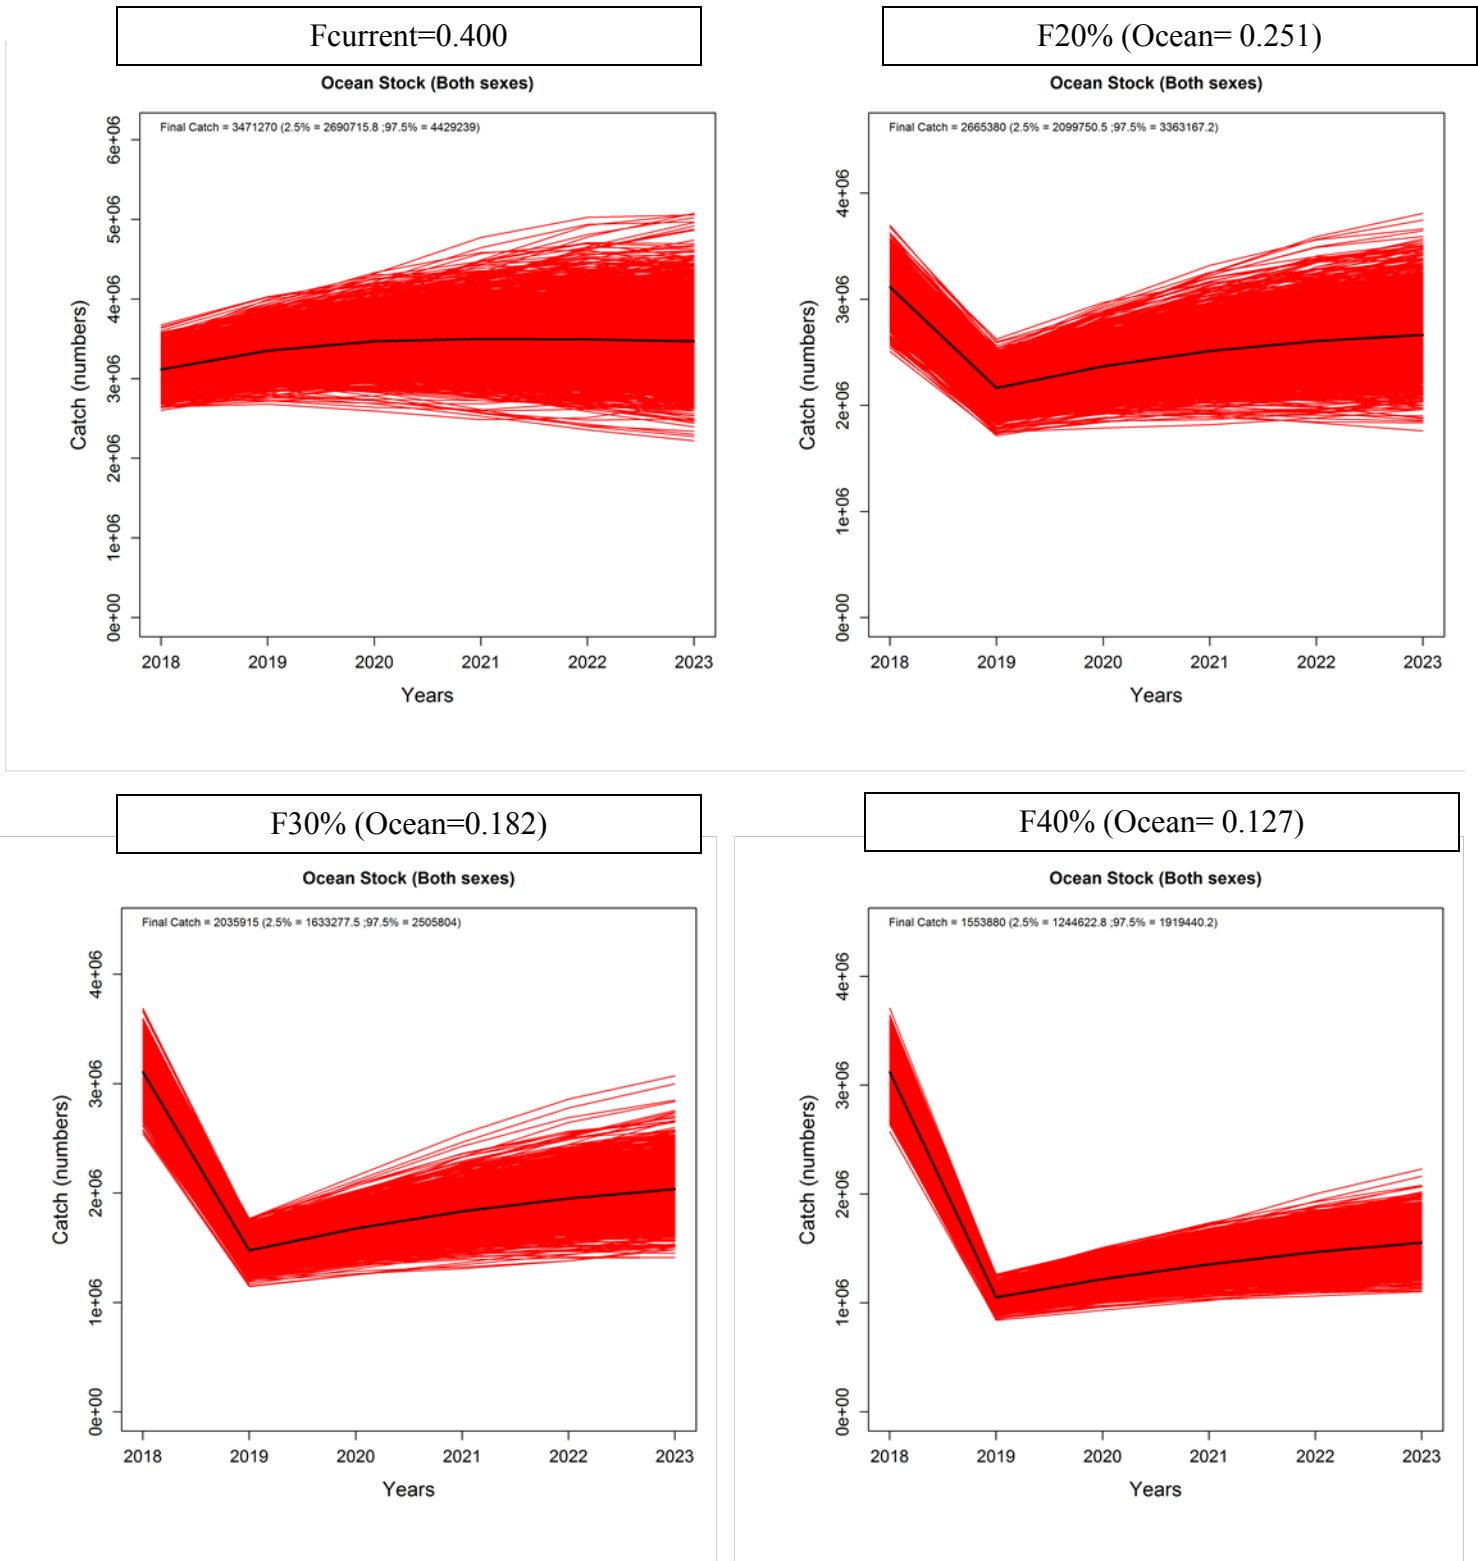 Fcurrent=0.400
Ocean Stock (Both sexes)
Final Catch = 3471270 (2.5% = 2690715.8 ;97.5% = 4429239)
6e+06
5e+06
4e+06
3e+06
2e+06
1e+06
0e+00
Catch (numbers)
2018 2019 2020 2021 2022 2023
Years
F20% (Ocean= 0.251)
Ocean Stock (Both sexes)
Final Catch = 2665380 (2.5% = 2099750.5 ;97.5% = 3363167.2)
4e+06
3e+06
2e+06
1e+06
0e+00
Catch (numbers)
2018 2019 2020 2021 2022 2023
Years
F30% (Ocean=0.182)
Ocean Stock (Both sexes)
Final Catch = 2035915 (2.5% = 1633277.5 ;97.5% = 2505804)
4e+06
3e+06
2e+06
1e+06
0e+00
Catch (numbers)
2018 2019 2020 2021 2022 2023
Years
F40% (Ocean= 0.127)
Ocean Stock (Both sexes)
Final Catch = 1553880 (2.5% = 1244622.8 ;97.5% = 1919440.2)
4e+06
3e+06
2e+06
1e+06
0e+00
Catch (numbers)
2018 2019 2020 2021 2022 2023
Years